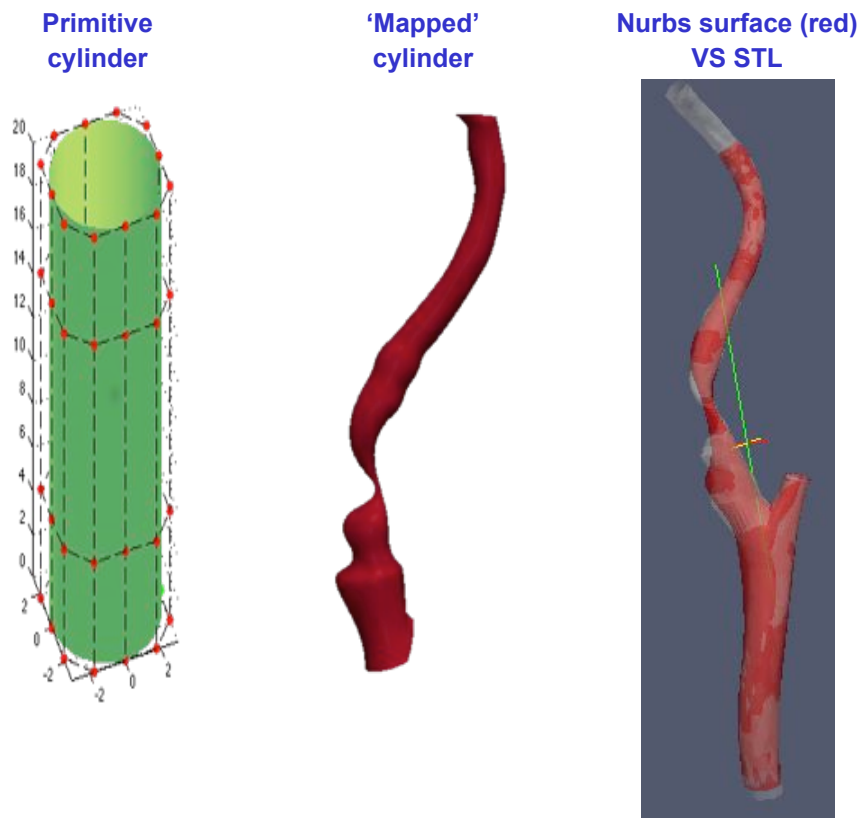 Primitive
cylinder
‘Mapped’
cylinder
Nurbs surface (red)
VS STL
20
18
16
14
12
10
8
6
4
2
0
2
0
-2
-2
0
2